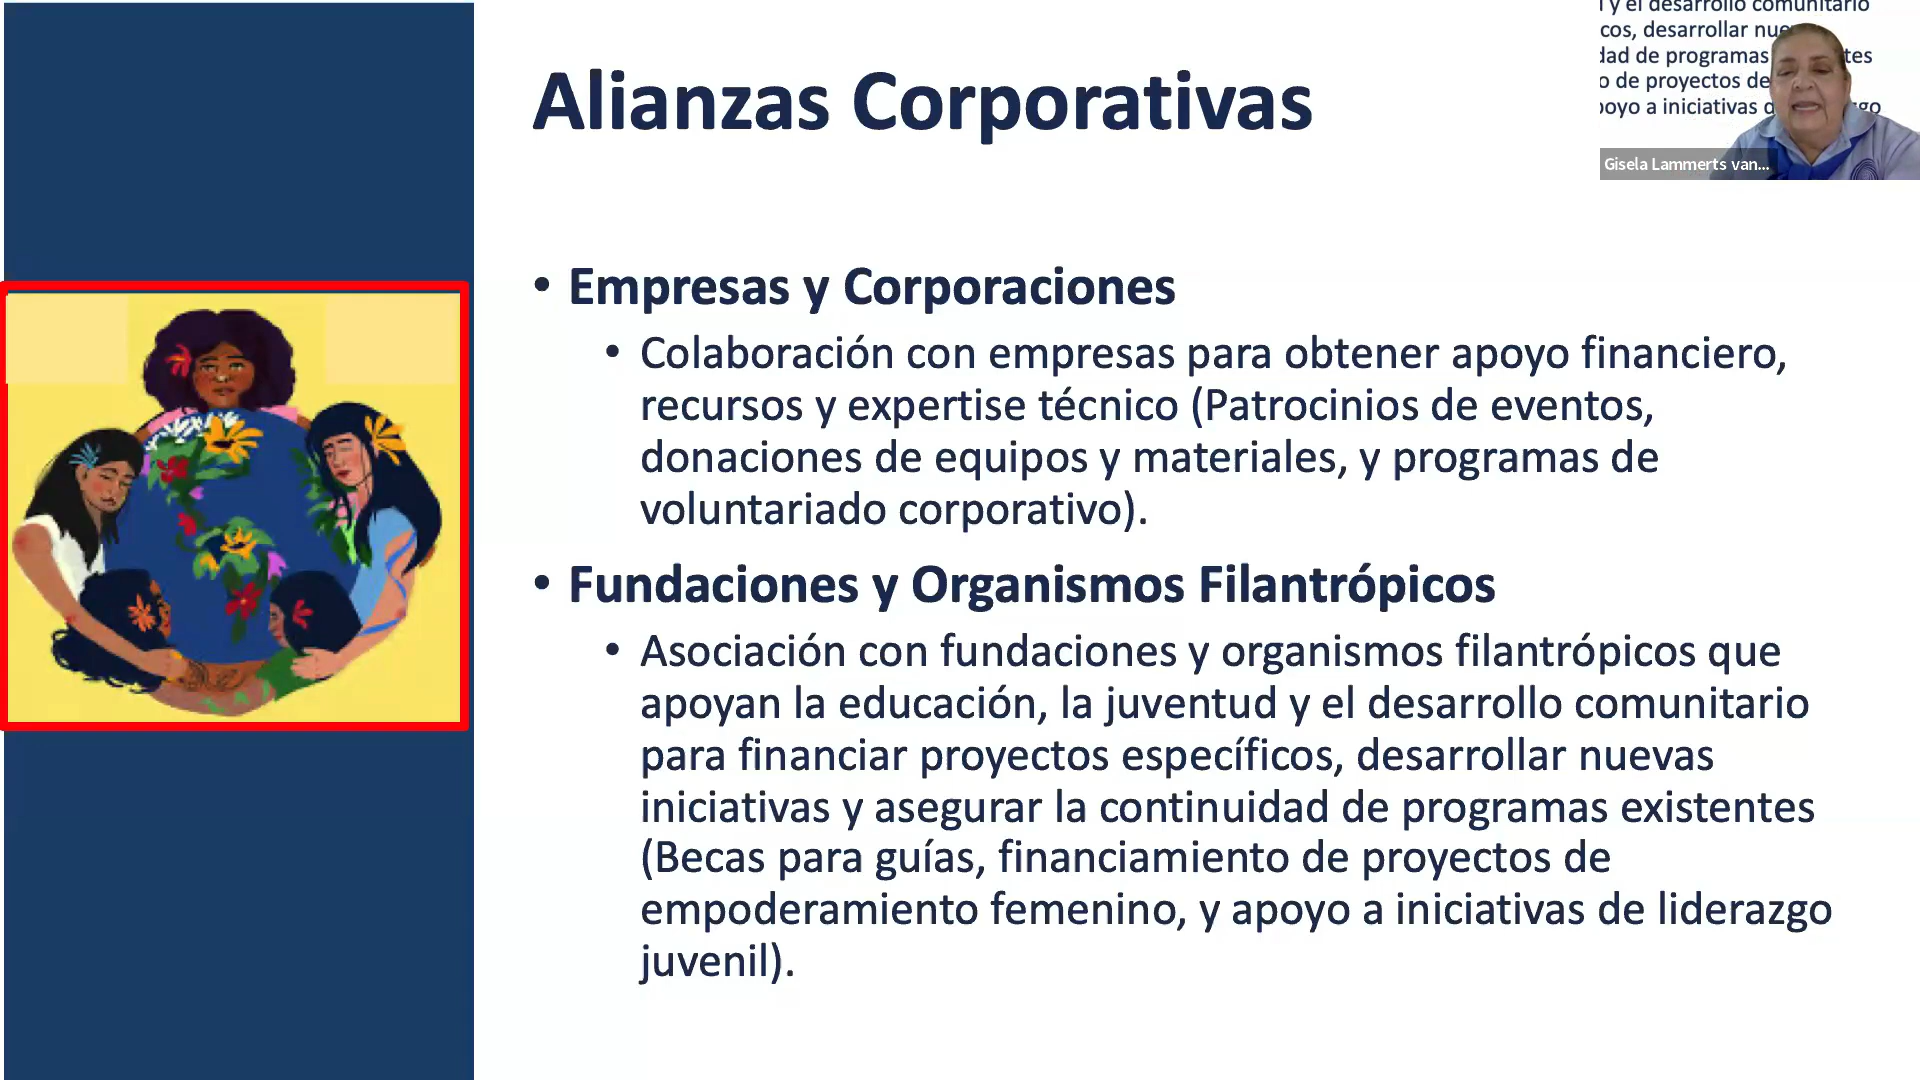 Alianzas Corporativas
l y el desarrollo comunitario
cos, desarrollar nue
dad de programas tes
o de proyectos de
poyo a iniciativas go
Gisela Lammerts van...
• Empresas y Corporaciones
• Colaboración con empresas para obtener apoyo financiero,
recursos y expertise técnico (Patrocinios de eventos,
donaciones de equipos y materiales, y programas de
voluntariado corporativo).
• Fundaciones y Organismos Filantrópicos
• Asociación con fundaciones y organismos filantrópicos que
apoyan la educación, la juventud y el desarrollo comunitario
para financiar proyectos específicos, desarrollar nuevas
iniciativas y asegurar la continuidad de programas existentes
(Becas para guías, financiamiento de proyectos de
empoderamiento femenino, y apoyo a iniciativas de liderazgo
juvenil).